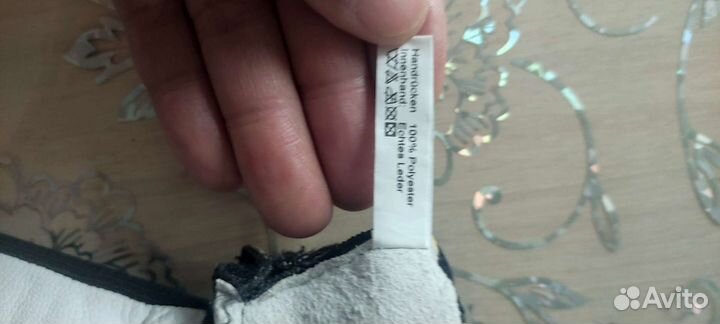 Handrücken 100% Polyester
Innenhand Echtes Leder
Avito